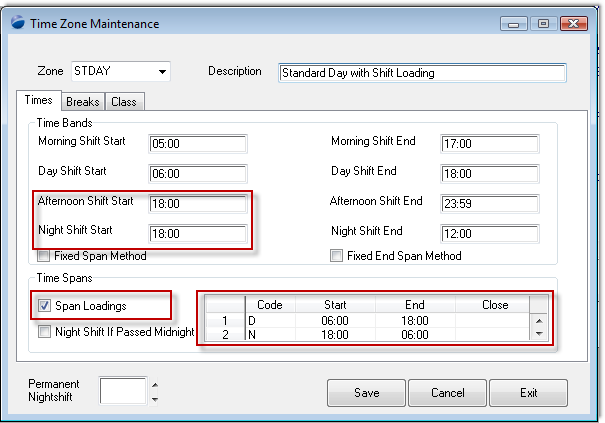 Time Zone Maintenance
Zone STDAY Description Standard Day with Shift Loading
Times Breaks Class
Time Bands
Morning Shift Start 05:00 Morning Shift End 17:00
Day Shift Start 06:00 Day Shift End 18:00
Afternoon Shift Start 18:00 Afternoon Shift End 23:59
Night Shift Start 18:00 Night Shift End 12:00
Fixed Span Method Fixed End Span Method
Time Spans
Span Loadings
Code Start End Close
1 D 06:00 18:00
Night Shift If Passed Midnight 2 N 18:00 06:00
Permanent
Nightshift
Save Cancel Exit